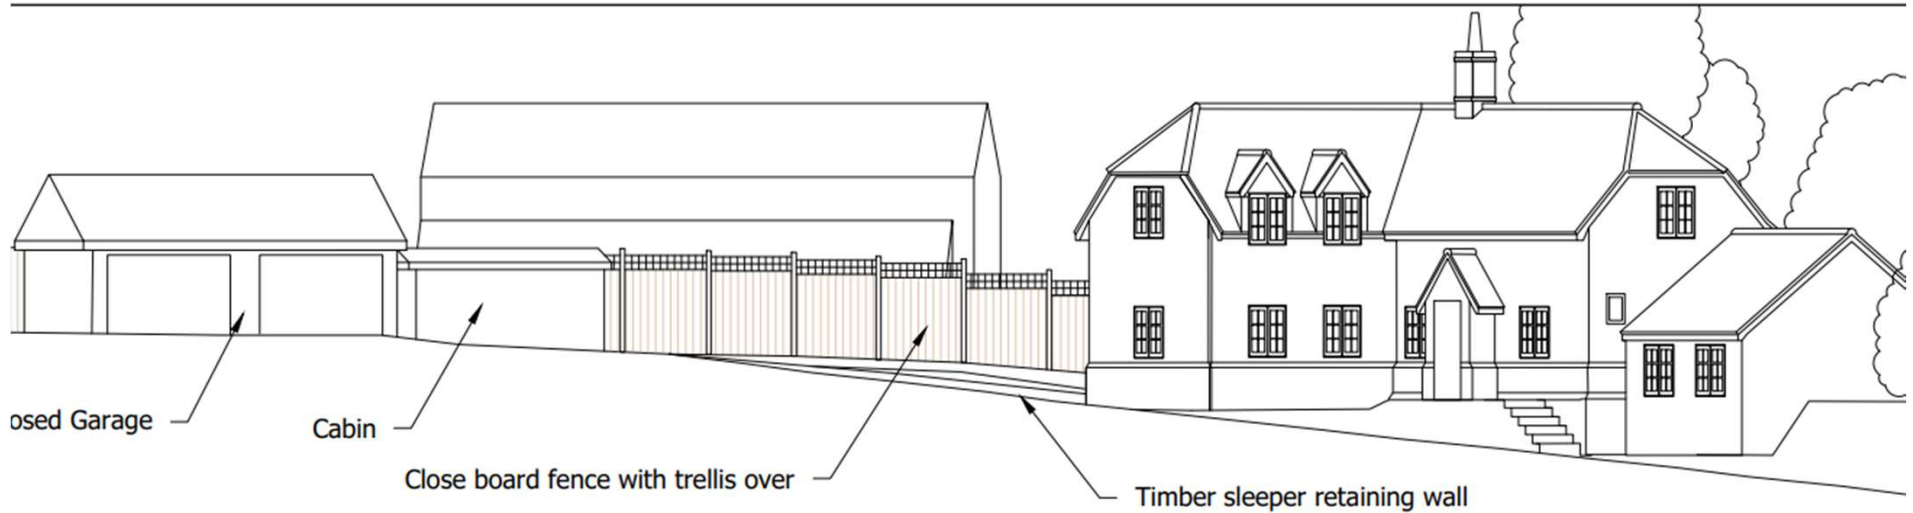 osed Garage
Cabin
Close board fence with trellis over
Timber sleeper retaining wall